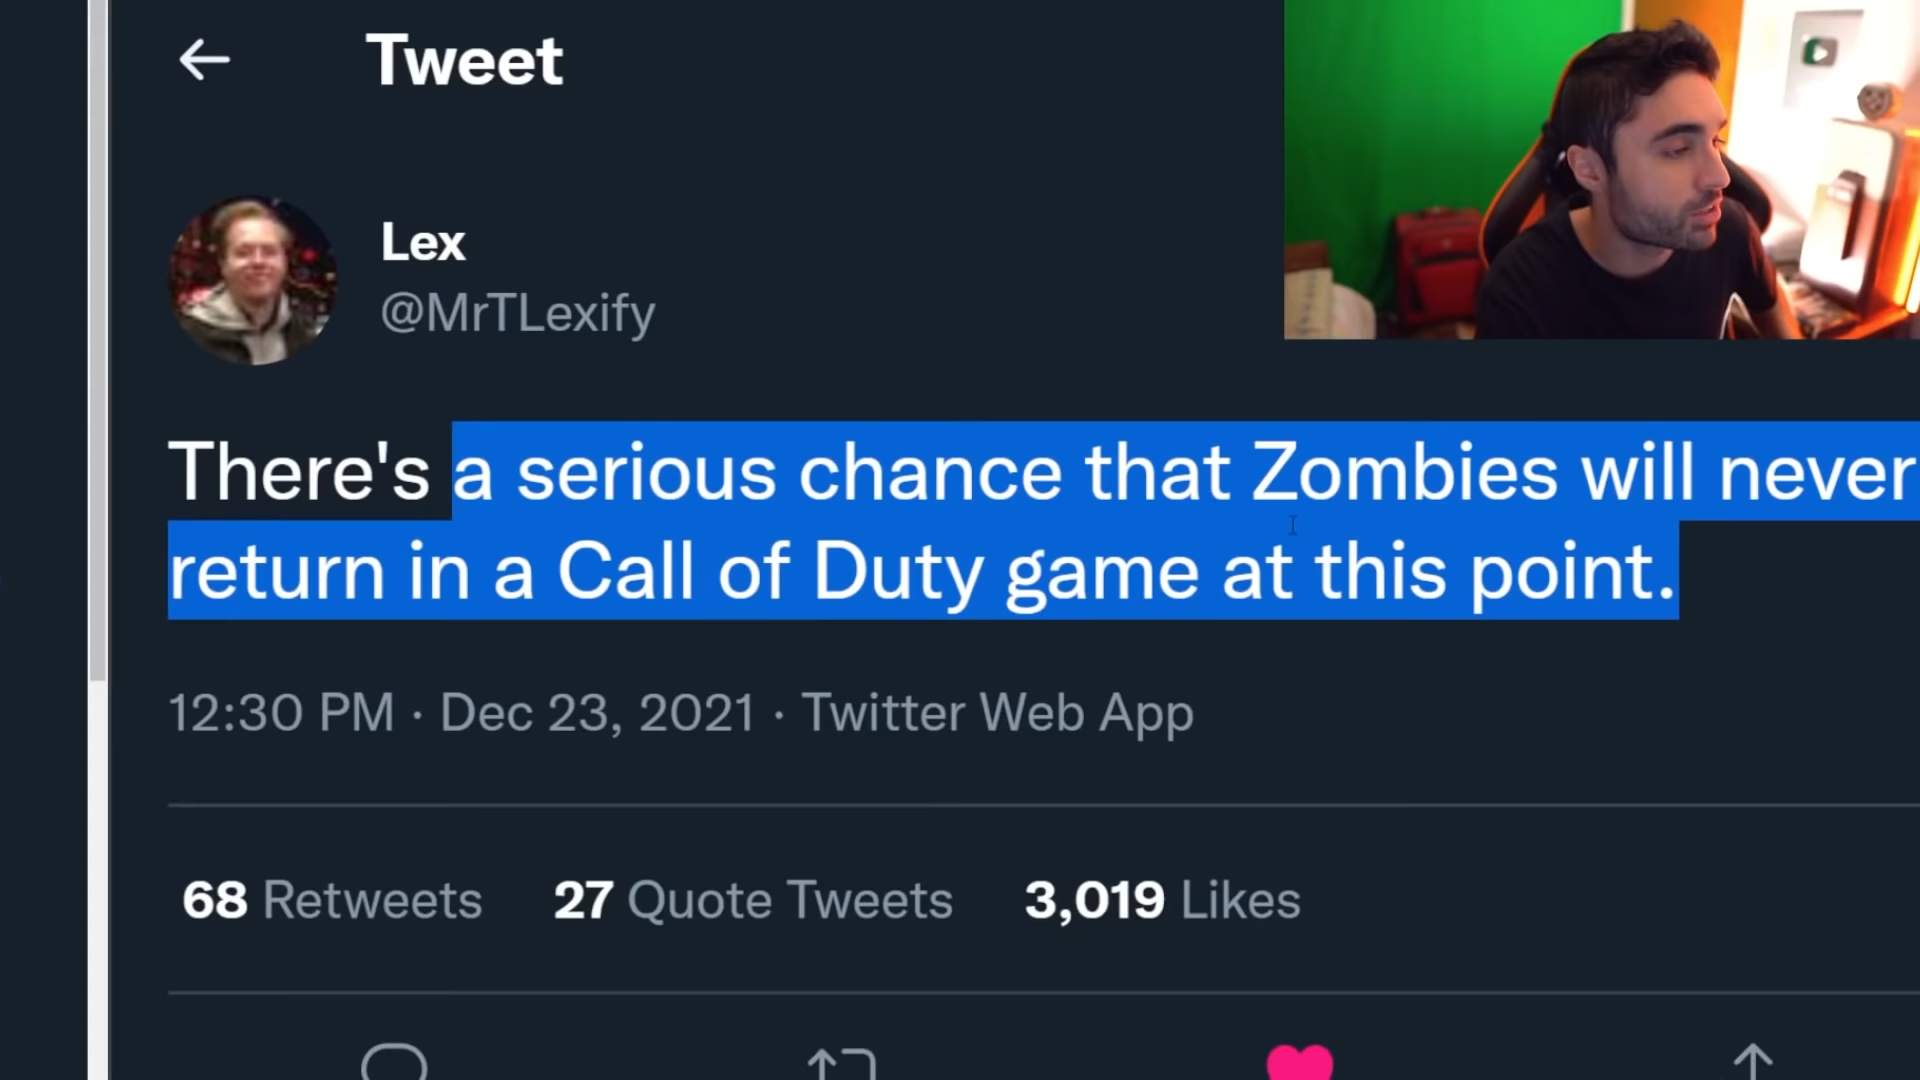 Tweet
Lex
@MrTLexify
There's a serious chance that Zombies will never
return in a Call of Duty game at this point.
12:30 PM · Dec 23, 2021 · Twitter Web App
68 Retweets 27 Quote Tweets 3,019 Likes